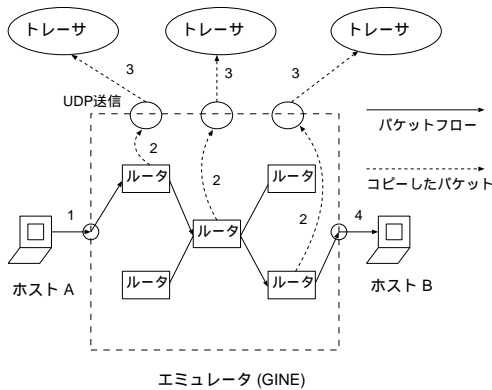 トレーサ
トレーサ
トレーサ
3
3
3
UDP送信
パケットフロー
2
コピーしたパケット
ルータ
ルータ
2
1
2
4
ルータ
ホスト A
ルータ
ルータ
ホスト B
エミュレータ (GINE)